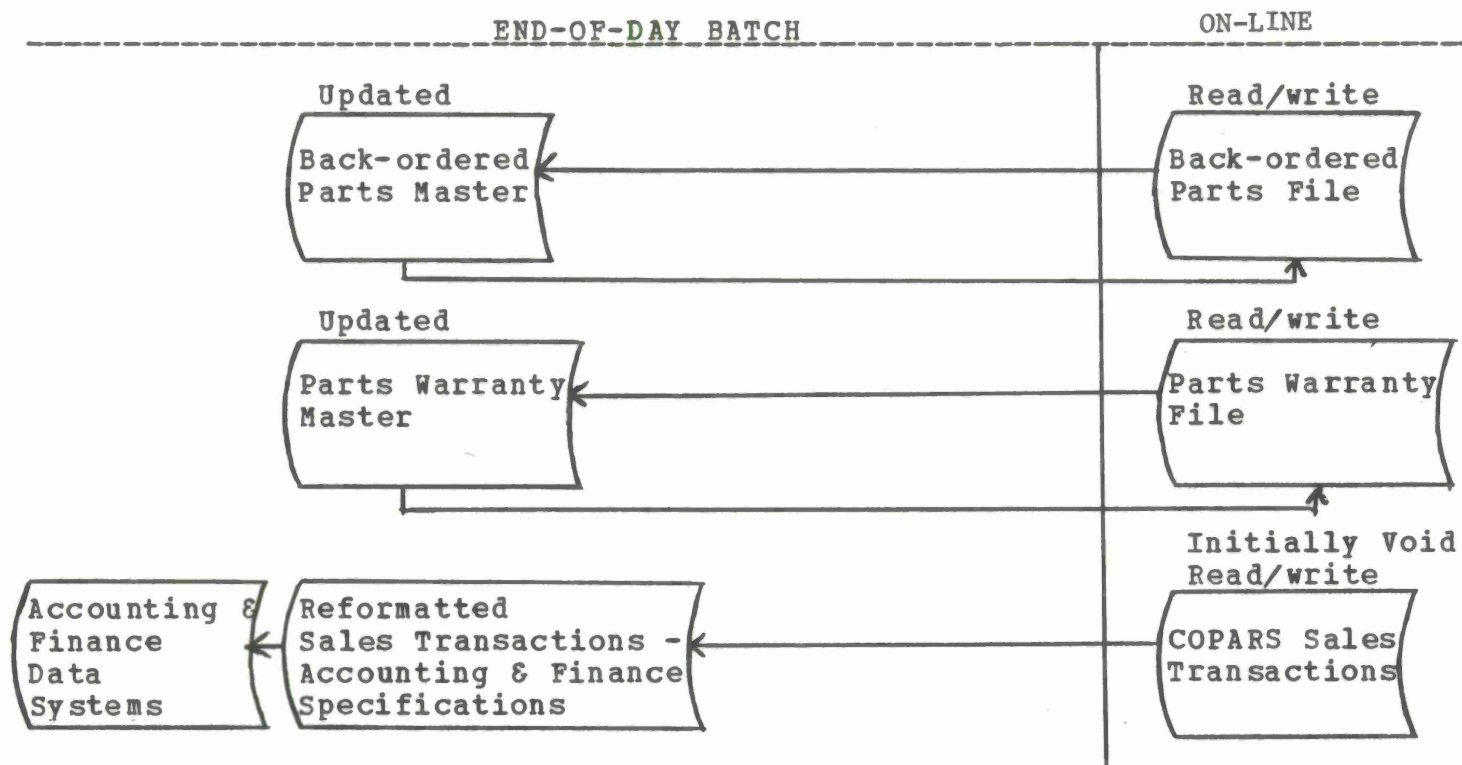 END-OF-DAY BATCH
ON-LINE
Updated
Back-ordered
Parts Master
Read/write
Back-ordered
Parts File
Updated
Parts Warranty
Master
Read/write
Parts Warranty
File
Accounting &
Finance
Data
Systems
Reformatted
Sales Transactions -
Accounting & Finance
Specifications
Initially Void
Read/write
COPARS Sales
Transactions